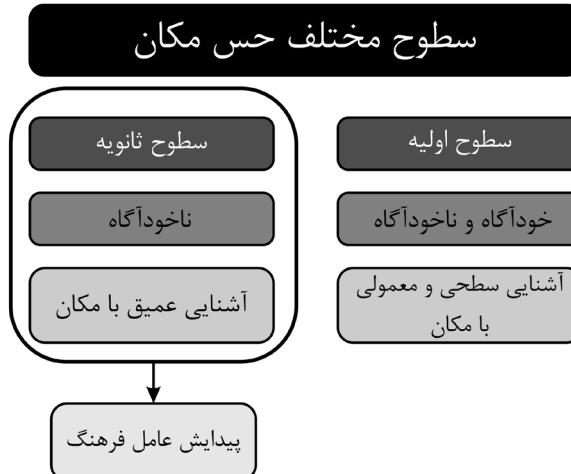 سطوح مختلف حس مکان
سطوح اولیه
خودآگاه و ناخودآگاه
آشنایی سطحی و معمولی
با مکان
سطوح ثانویه
ناخودآگاه
آشنایی عمیق با مکان
پیدایش عامل فرهنگ